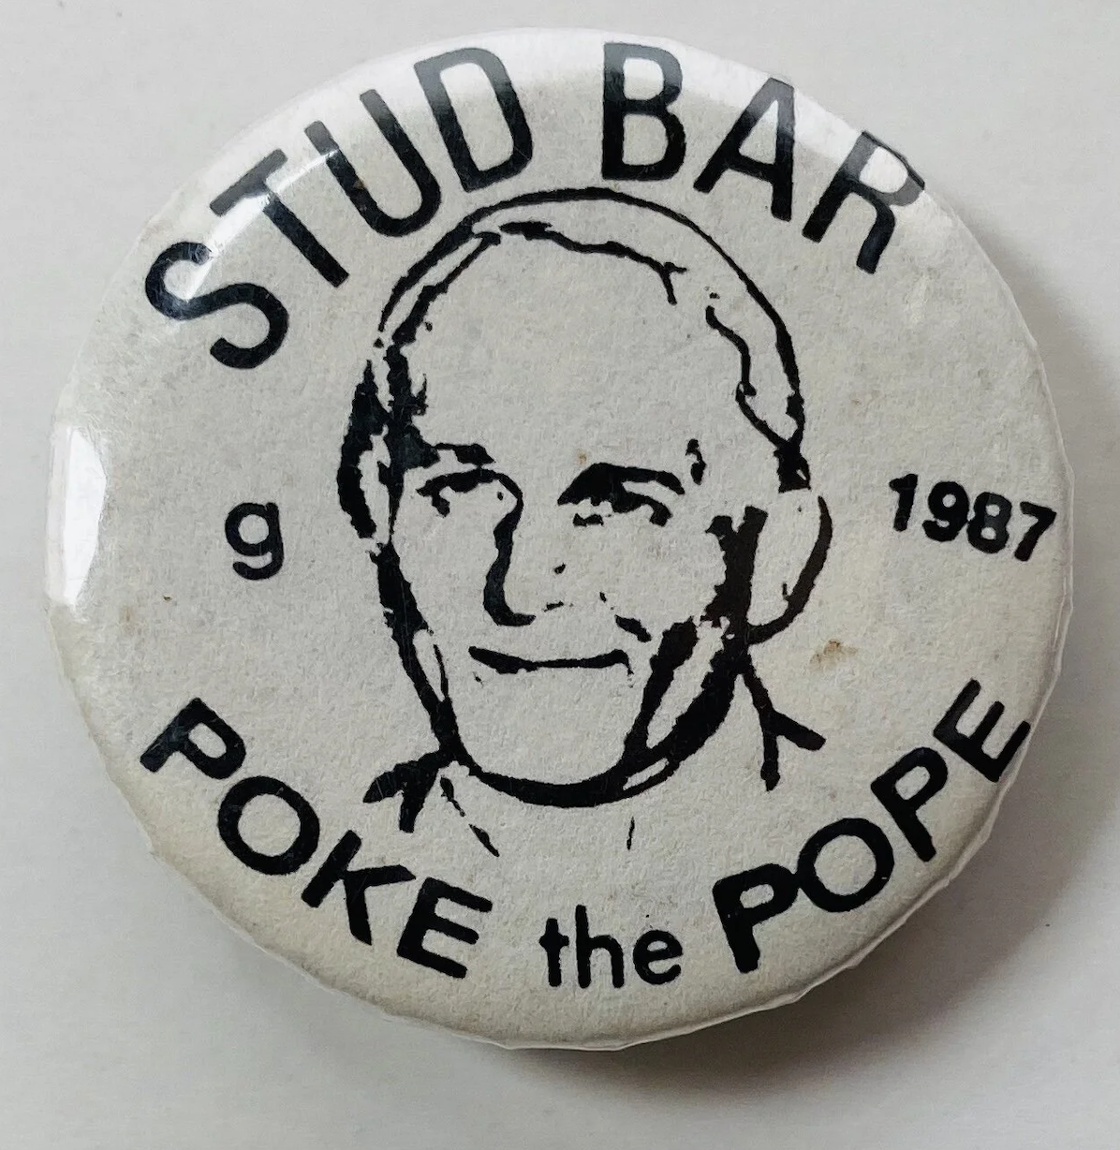 STUD BAR
g
1987
POKE the POPE